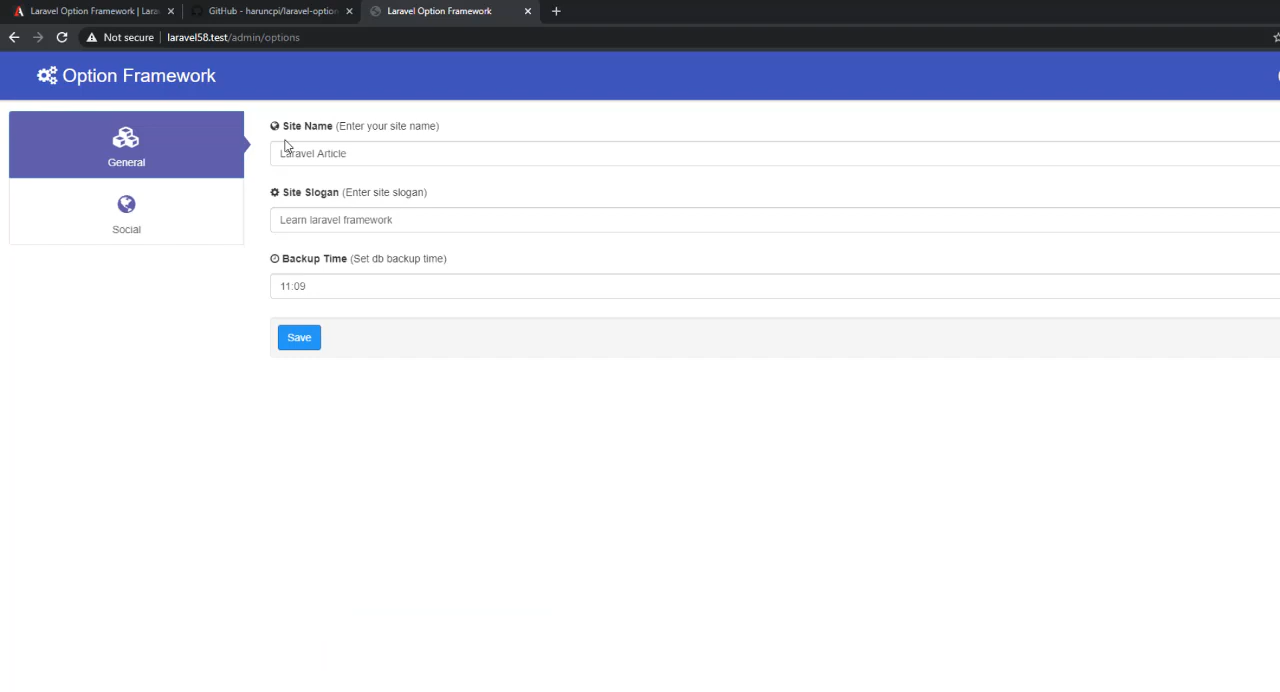 Laravel Option Framework | Lara
GitHub - haruncpi/laravel-option
Laravel Option Framework
Not secure
laravel58.test/admin/options
Option Framework
General
Social
Site Name (Enter your site name)
Laravel Article
Site Slogan (Enter site slogan)
Learn laravel framework
Backup Time (Set db backup time)
11:09
Save